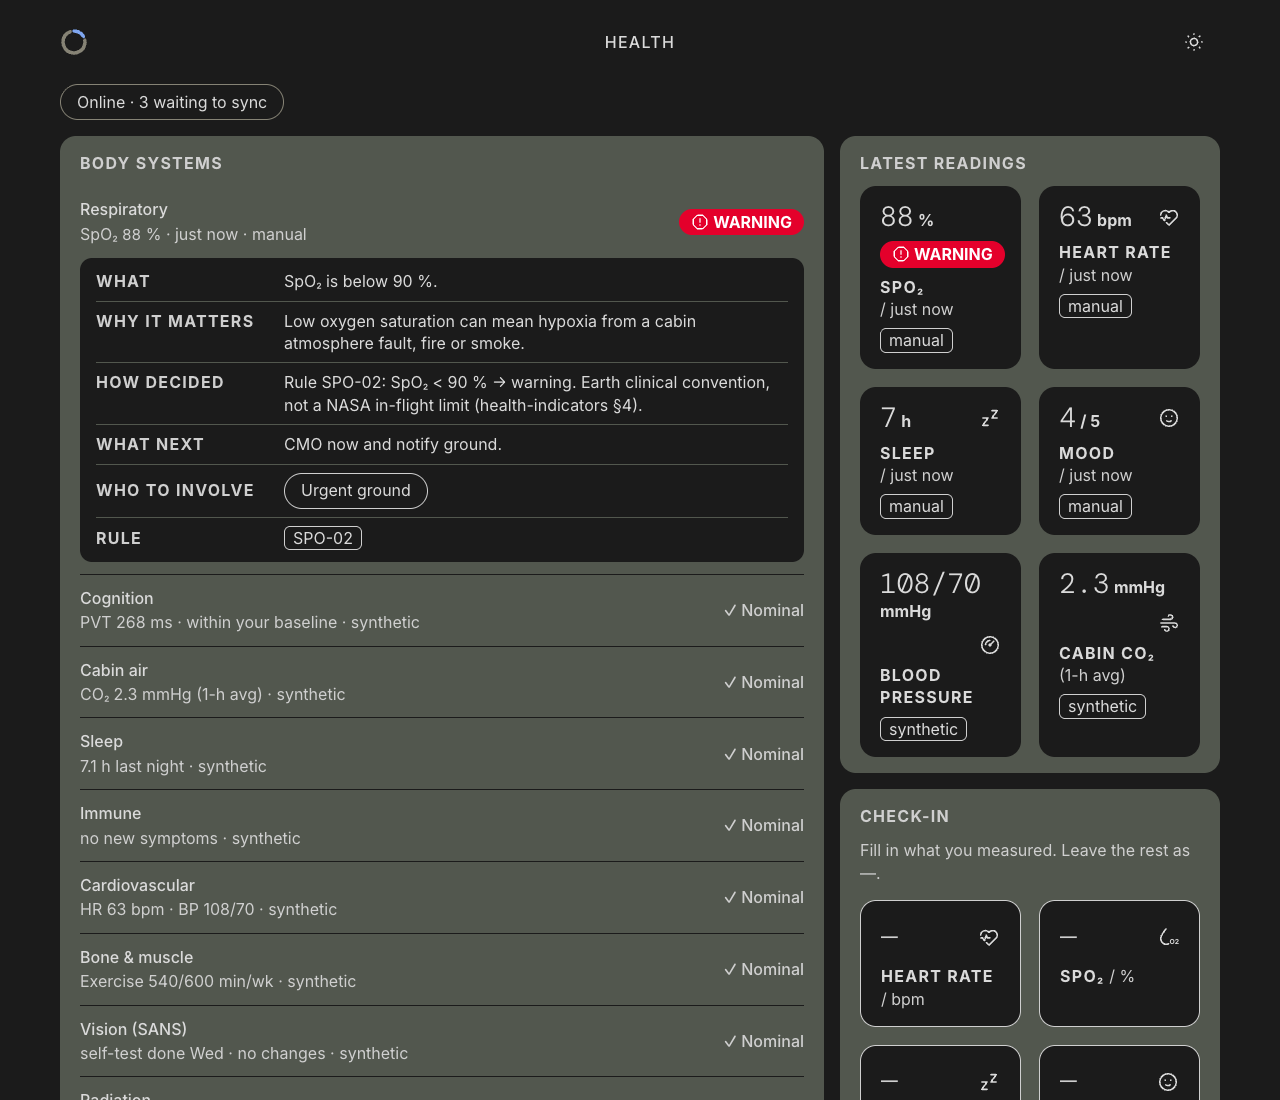 HEALTH
Online · 3 waiting to sync
BODY SYSTEMS
Respiratory
SpO₂ 88 % · just now · manual
WARNING
WHAT
SpO₂ is below 90 %.
WHY IT MATTERS
Low oxygen saturation can mean hypoxia from a cabin
atmosphere fault, fire or smoke.
HOW DECIDED
Rule SPO-02: SpO₂ < 90 % → warning. Earth clinical convention,
not a NASA in-flight limit (health-indicators §4).
WHAT NEXT
CMO now and notify ground.
WHO TO INVOLVE
Urgent ground
RULE
SPO-02
Cognition
PVT 268 ms · within your baseline · synthetic
✓ Nominal
Cabin air
CO₂ 2.3 mmHg (1-h avg) · synthetic
✓ Nominal
Sleep
7.1 h last night · synthetic
✓ Nominal
Immune
no new symptoms · synthetic
✓ Nominal
Cardiovascular
HR 63 bpm · BP 108/70 · synthetic
✓ Nominal
Bone & muscle
Exercise 540/600 min/wk · synthetic
✓ Nominal
Vision (SANS)
self-test done Wed · no changes · synthetic
✓ Nominal
Radiation
LATEST READINGS
88 %
WARNING
SPO₂
/ just now
manual
63 bpm
HEART RATE
/ just now
manual
7 h
zZ
SLEEP
/ just now
manual
4 / 5
MOOD
/ just now
manual
108/70
mmHg
BLOOD
PRESSURE
synthetic
2.3 mmHg
CABIN CO₂
(1-h avg)
synthetic
CHECK-IN
Fill in what you measured. Leave the rest as
—.
—
HEART RATE
/ bpm
—
O2
SPO₂ / %
—
zZ
—